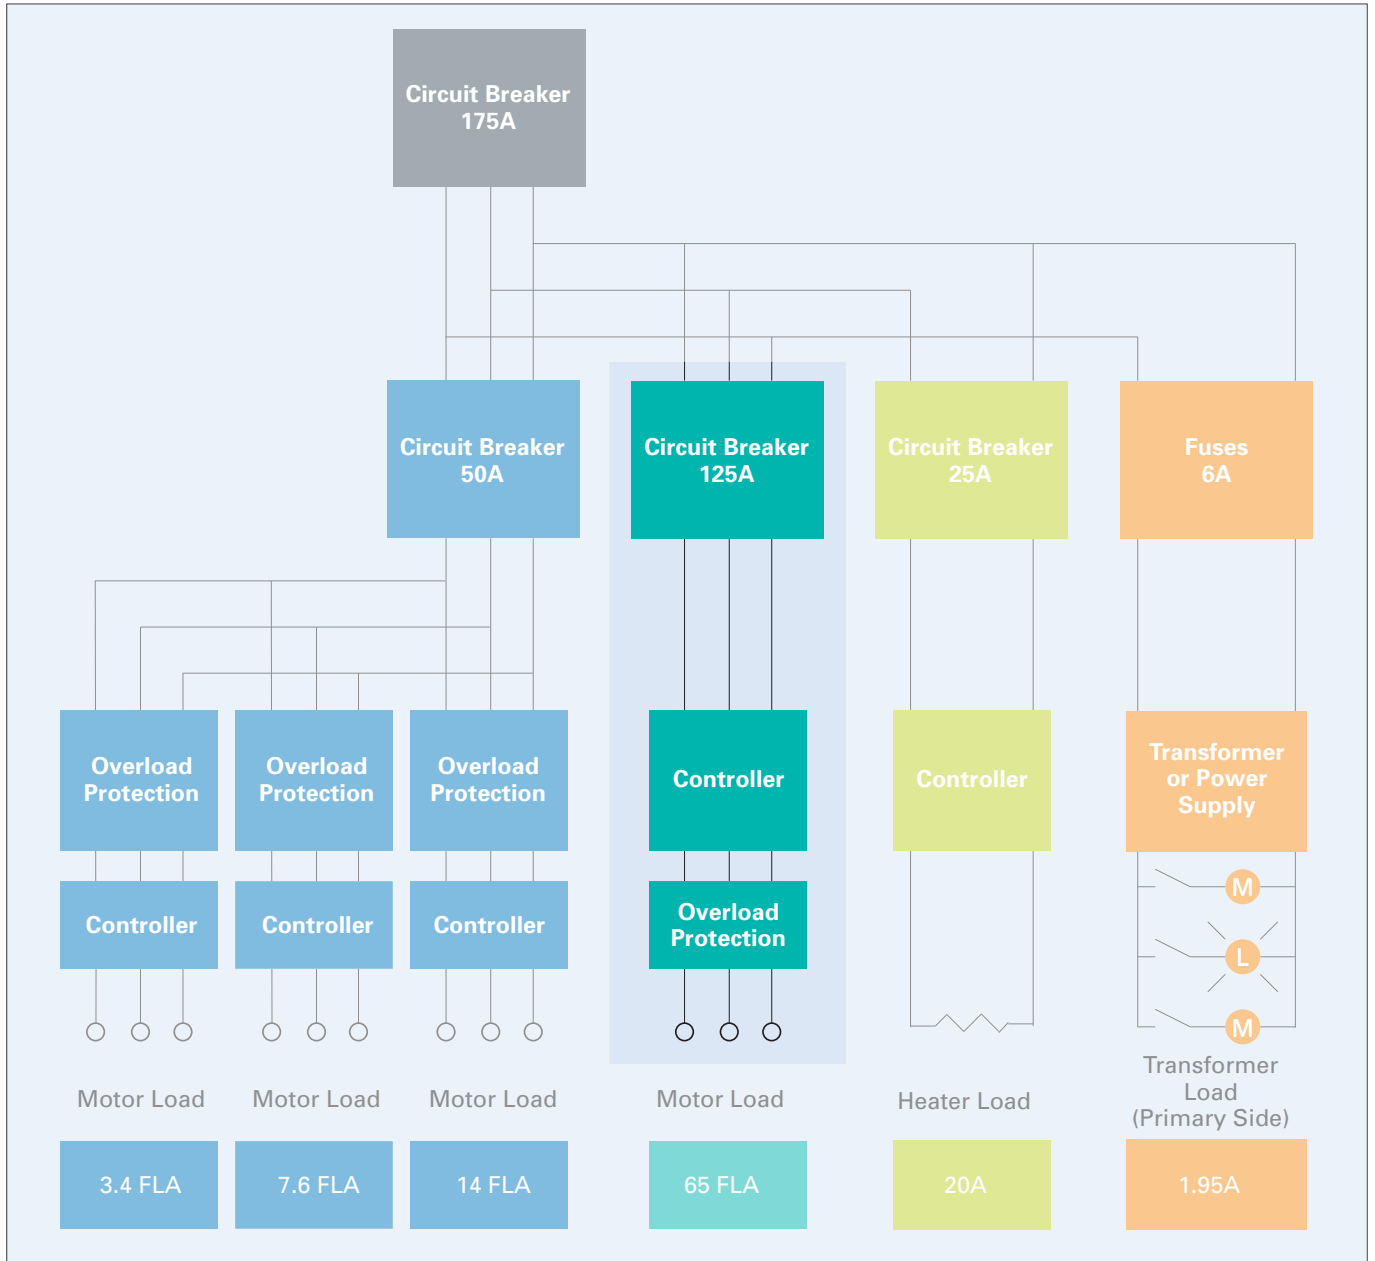 Circuit Breaker
175A
Circuit Breaker
50A
Circuit Breaker
125A
Circuit Breaker
25A
Fuses
6A
Overload
Protection
Overload
Protection
Overload
Protection
Controller
Controller
Transformer
or Power
Supply
Controller
Controller
Controller
Overload
Protection
M
L
M
Motor Load
Motor Load
Motor Load
Motor Load
Heater Load
Transformer
Load
(Primary Side)
3.4 FLA
7.6 FLA
14 FLA
65 FLA
20A
1.95A